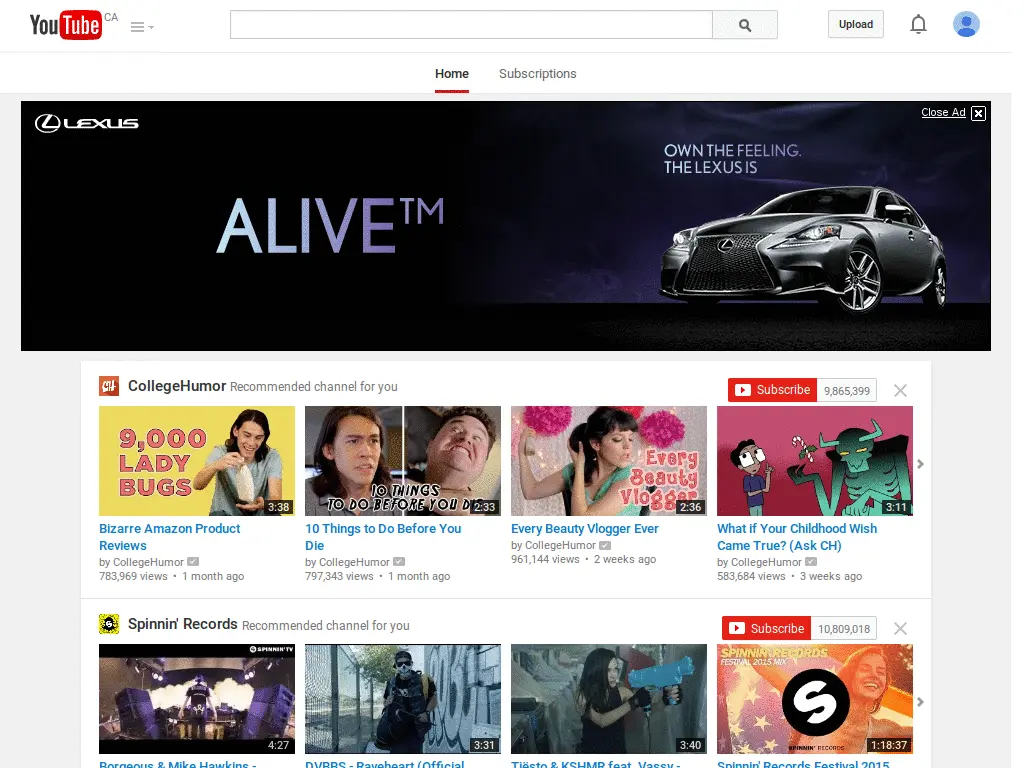 YouTube CA
Upload
Home Subscriptions
LEXUS
Close Ad
OWN THE FEELING.
THE LEXUS IS
ALIVE™
CollegeHumor Recommended channel for you
Subscribe 9,865,399
9,000
LADY
BUGS
3:38
10 THINGS
TO DO BEFORE YOU DIE
2:33
Every
Beauty
Vlogger
2:36
3:11
Bizarre Amazon Product
Reviews
by CollegeHumor
783,969 views • 1 month ago
10 Things to Do Before You
Die
by CollegeHumor
797,343 views • 1 month ago
Every Beauty Vlogger Ever
by CollegeHumor
961,144 views • 2 weeks ago
What if Your Childhood Wish
Came True? (Ask CH)
by CollegeHumor
583,684 views • 3 weeks ago
Spinnin' Records Recommended channel for you
Subscribe 10,809,018
SPINNIN' TV
4:27
3:31
3:40
SPINNIN' RECORDS
FESTIVAL 2015 MIX
SPINNIN' RECORDS
1:18:37
Borgeous & Mike Hawkins -
DVBBS - Raveheart (Official
Tiësto & KSHMR feat. Vassy -
Spinnin' Records Festival 2015